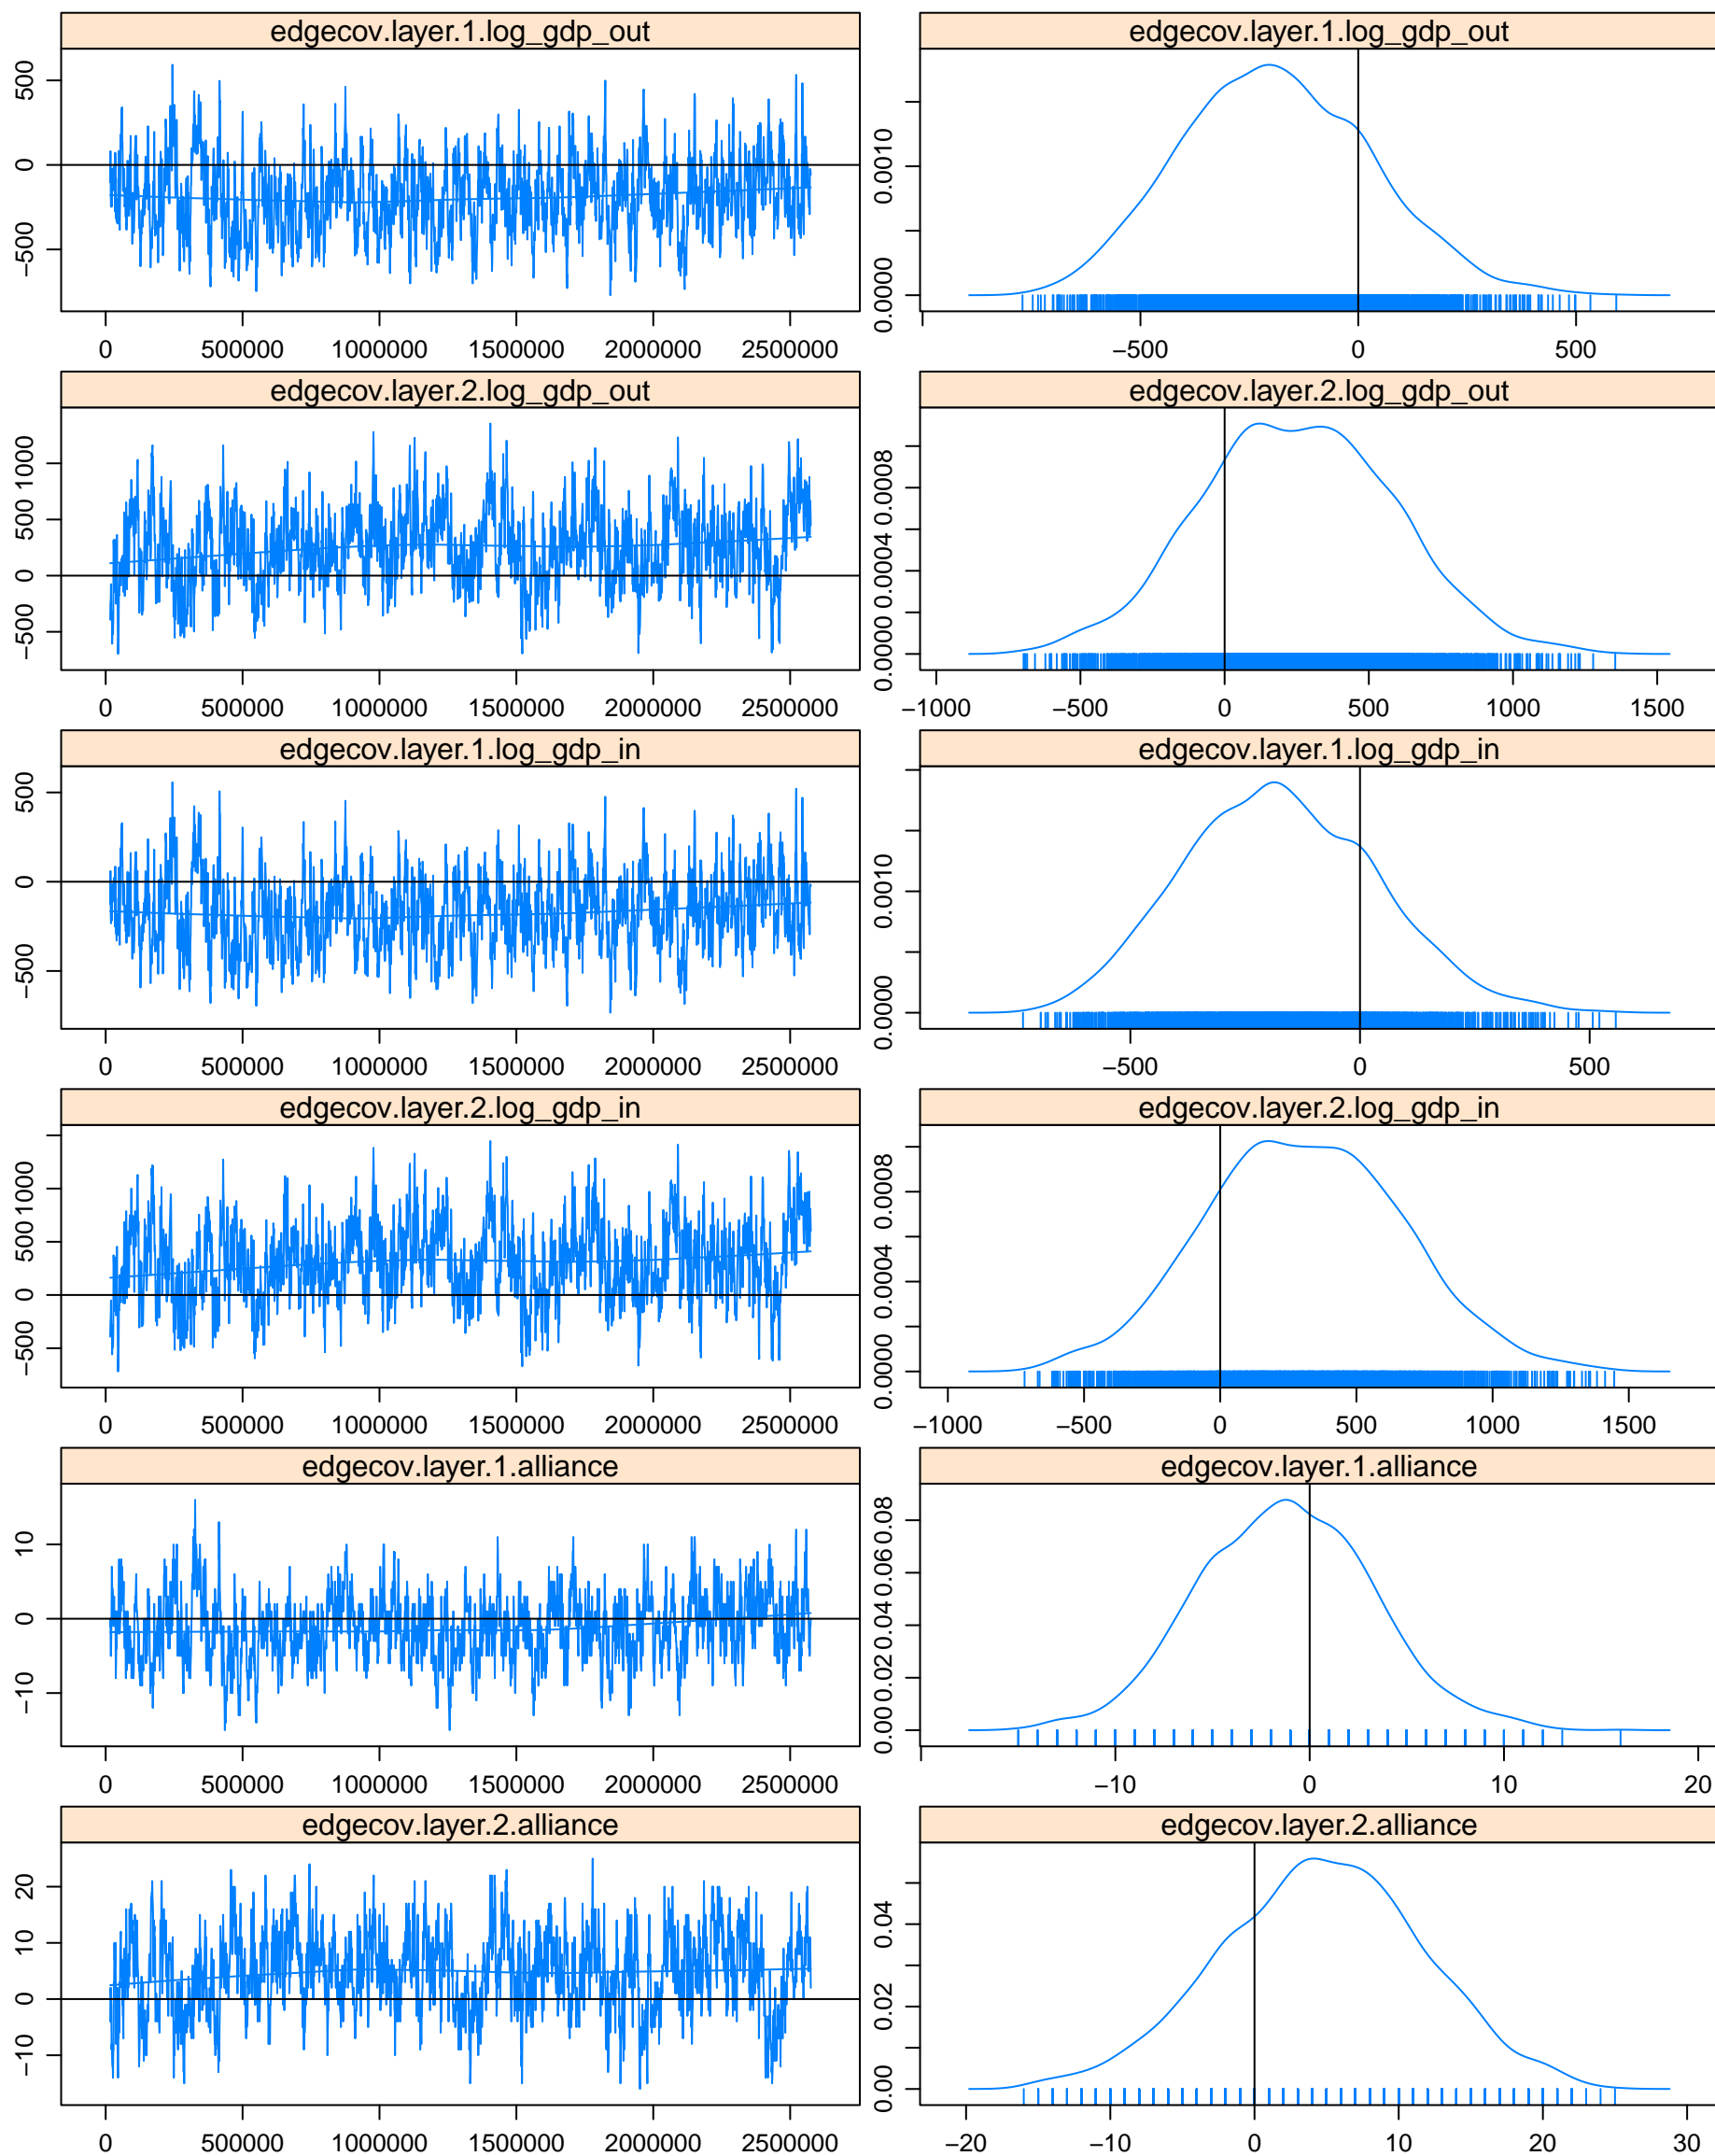 edgecov.layer.1.log_gdp_out edgecov.layer.1.log_gdp_out
500
0
−500
0 500000 1000000 1500000 2000000 2500000
0.0010
0.0000
−500 0 500
edgecov.layer.2.log_gdp_out edgecov.layer.2.log_gdp_out
1000
500
0
−500
0 500000 1000000 1500000 2000000 2500000
0.0008
0.0004
0.0000
−1000 −500 0 500 1000 1500
edgecov.layer.1.log_gdp_in edgecov.layer.1.log_gdp_in
500
0
−500
0 500000 1000000 1500000 2000000 2500000
0.0010
0.0000
−500 0 500
edgecov.layer.2.log_gdp_in edgecov.layer.2.log_gdp_in
1000
500
0
−500
0 500000 1000000 1500000 2000000 2500000
0.0008
0.0004
0.0000
−1000 −500 0 500 1000 1500
edgecov.layer.1.alliance edgecov.layer.1.alliance
10
0
−10
0 500000 1000000 1500000 2000000 2500000
0.08
0.06
0.04
0.02
0.00
−10 0 10 20
edgecov.layer.2.alliance edgecov.layer.2.alliance
20
10
0
−10
0 500000 1000000 1500000 2000000 2500000
0.04
0.02
0.00
−20 −10 0 10 20 30